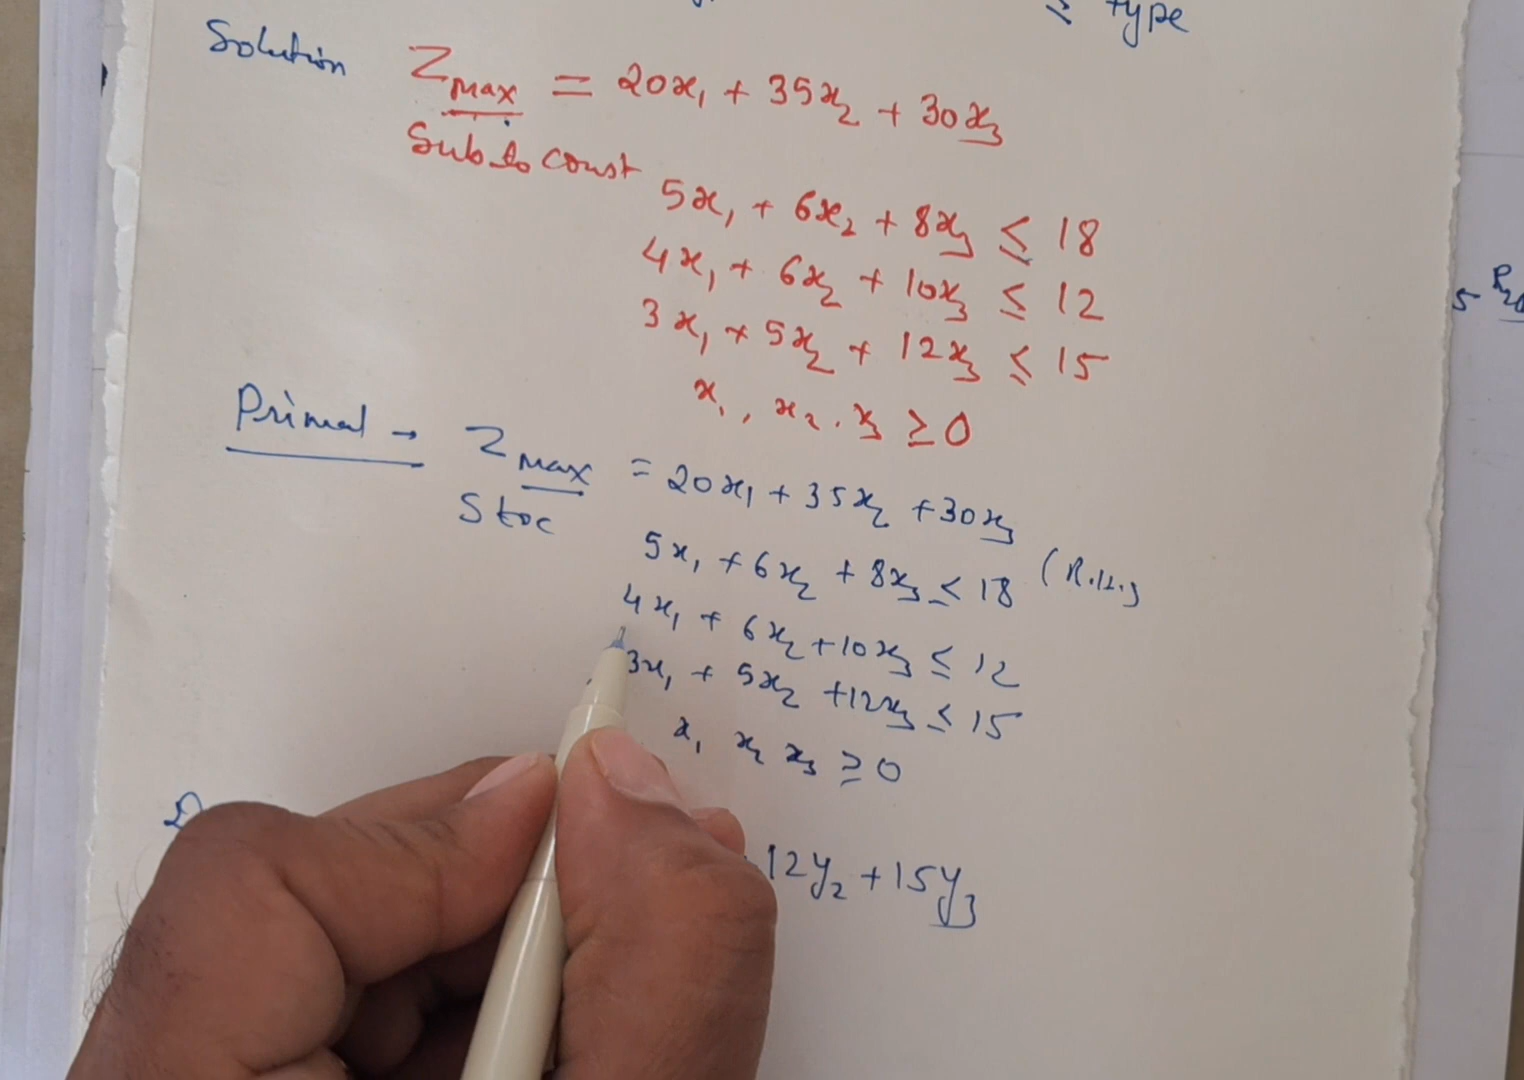 ≤ type
Solution Zmax = 20x₁ + 35x₂ + 30x₃
Sub to const
5x₁ + 6x₂ + 8x₃ ≤ 18
4x₁ + 6x₂ + 10x₃ ≤ 12
3x₁ + 5x₂ + 12x₃ ≤ 15
x₁, x₂, x₃ ≥ 0
Primal → Zmax = 20x₁ + 35x₂ + 30x₃
Stoc
5x₁ + 6x₂ + 8x₃ ≤ 18
4x₁ + 6x₂ + 10x₃ ≤ 12
3x₁ + 5x₂ + 12x₃ ≤ 15
x₁ x₂ x₃ ≥ 0
12y₂ + 15y₃